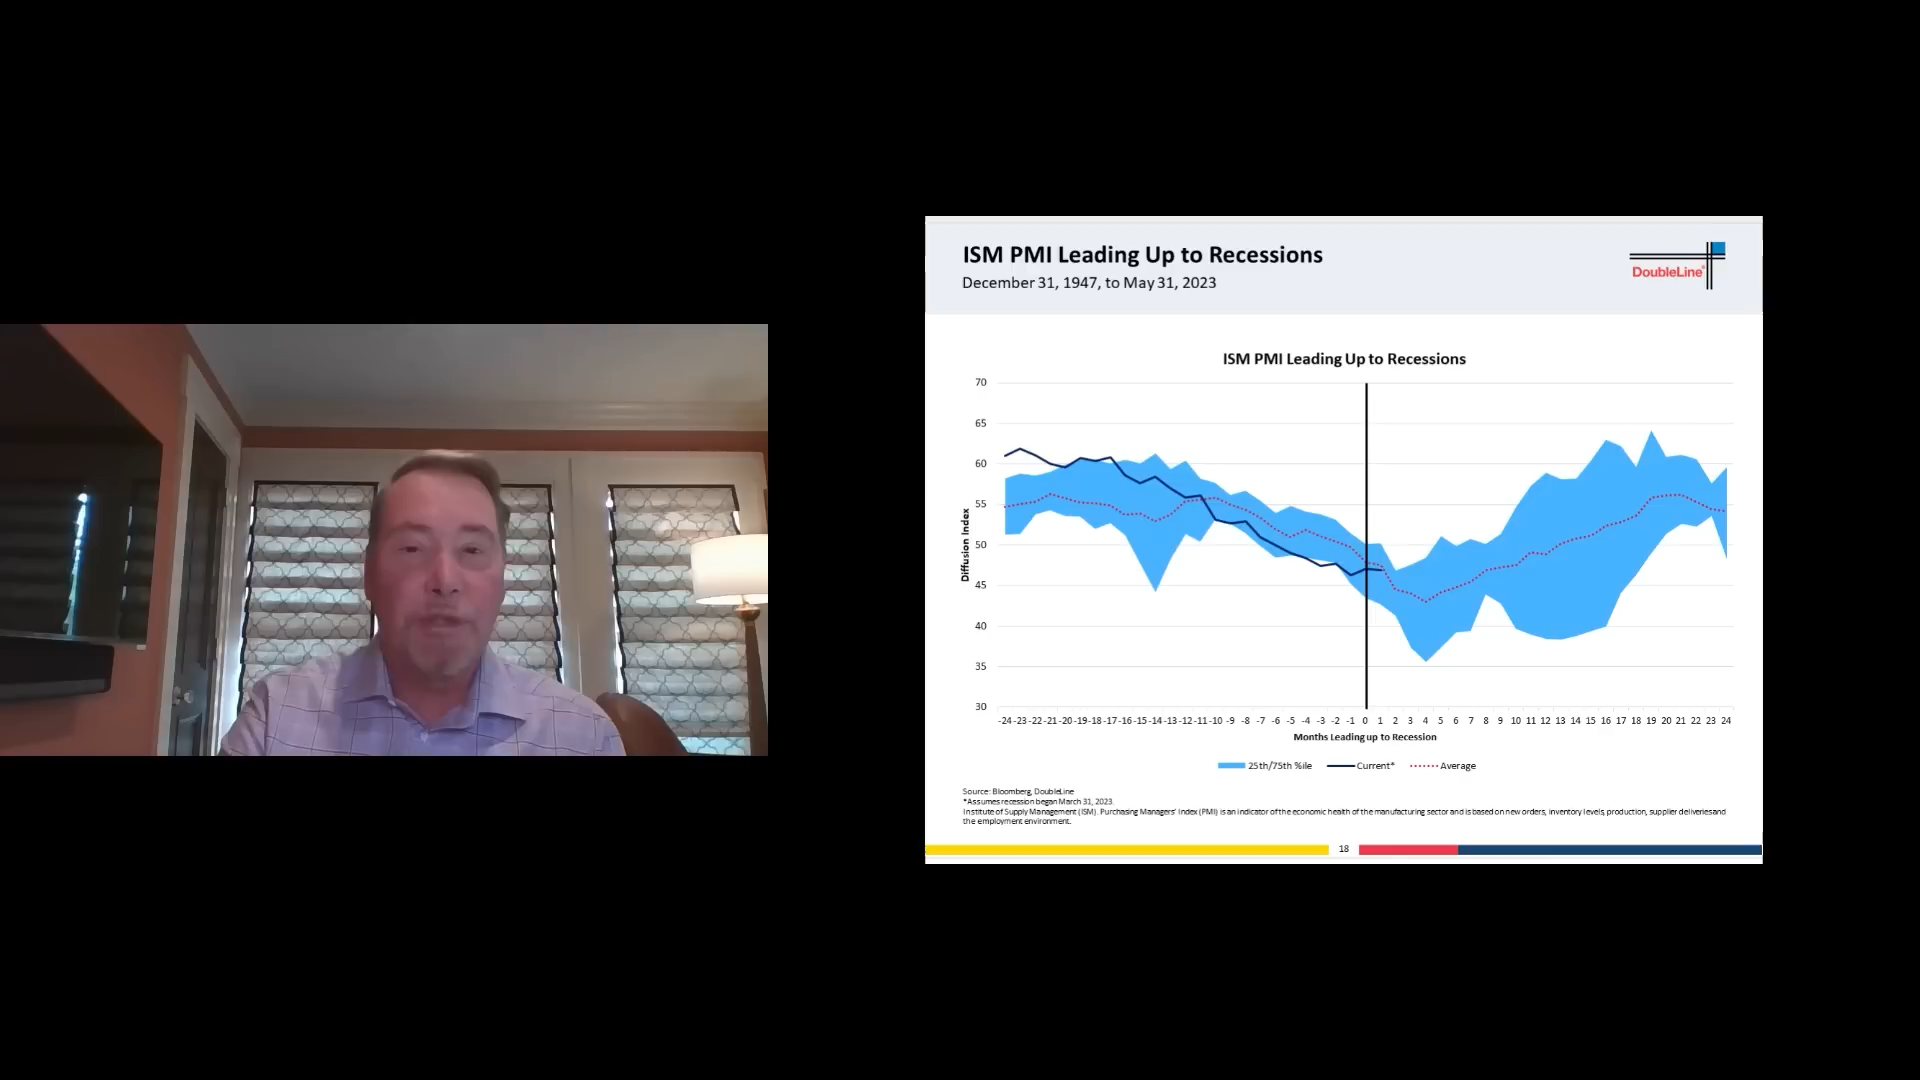 ISM PMI Leading Up to Recessions
December 31, 1947, to May 31, 2023
DoubleLine®
ISM PMI Leading Up to Recessions
70
65
60
55
50
45
40
35
30
Diffusion Index
-24 -23 -22 -21 -20 -19 -18 -17 -16 -15 -14 -13 -12 -11 -10 -9 -8 -7 -6 -5 -4 -3 -2 -1 0 1 2 3 4 5 6 7 8 9 10 11 12 13 14 15 16 17 18 19 20 21 22 23 24
Months Leading up to Recession
25th/75th %ile Current* Average
Source: Bloomberg, DoubleLine
*Assumes recession began March 31, 2023.
Institute of Supply Management (ISM). Purchasing Managers' Index (PMI) is an indicator of the economic health of the manufacturing sector and is based on new orders, inventory levels, production, supplier deliveries and
the employment environment.
18